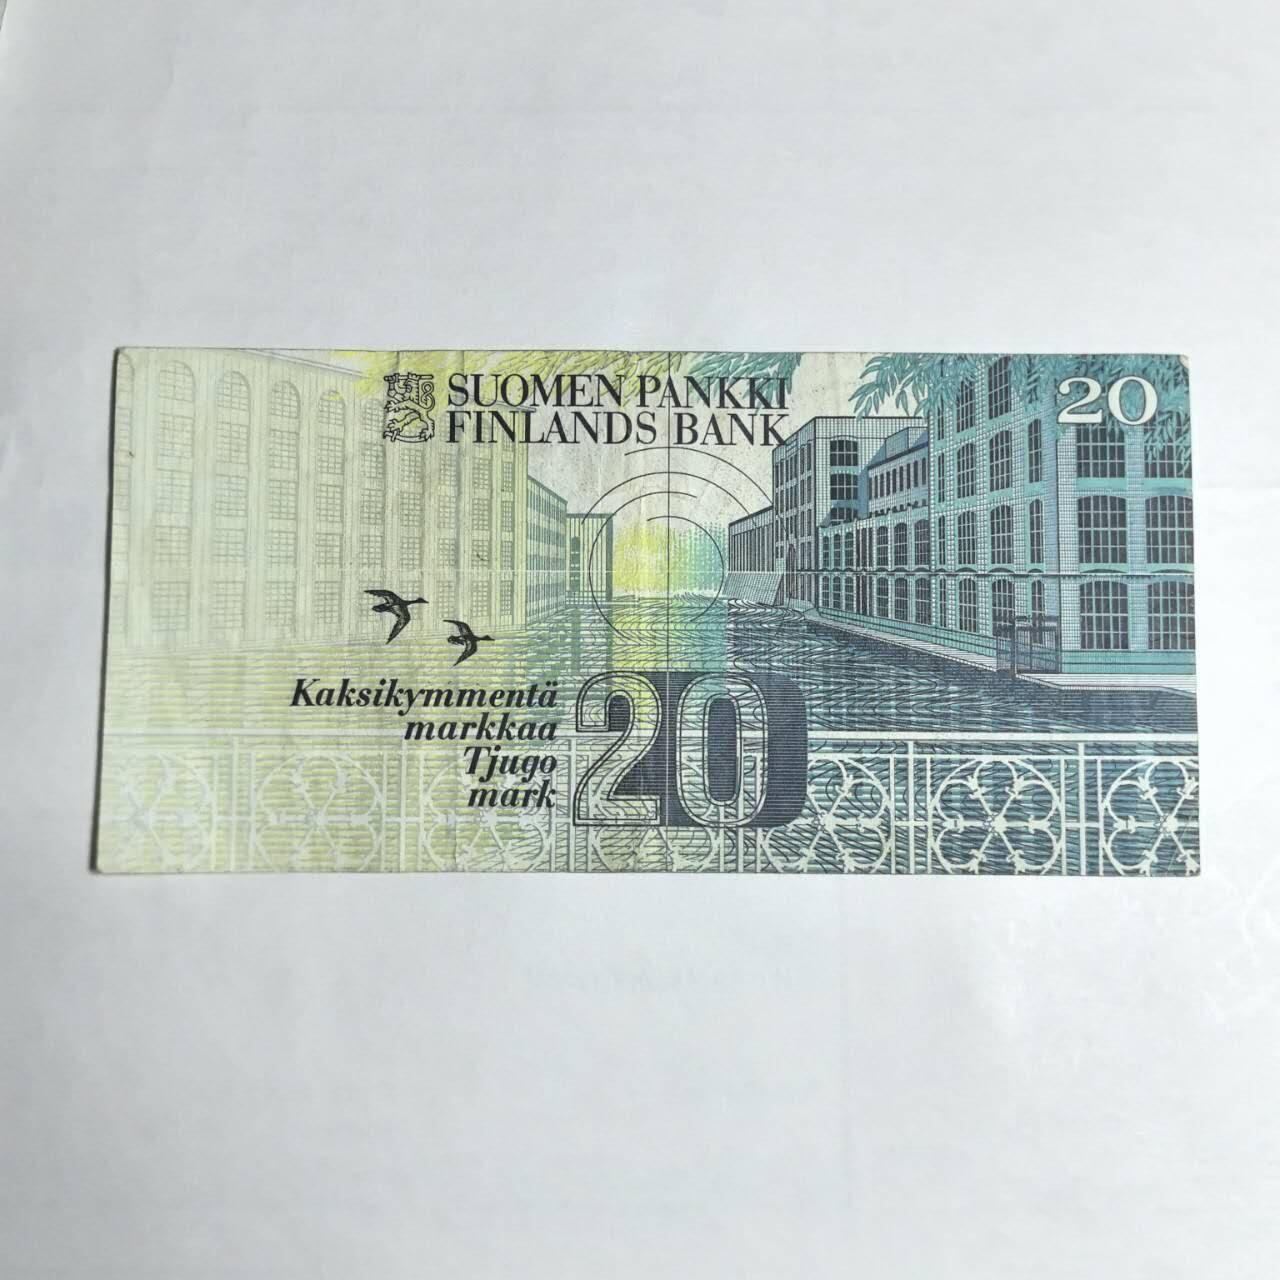 SUOMEN PANKKI
FINLANDS BANK
20
Kaksikymmentä
markkaa
Tjugo
mark
20